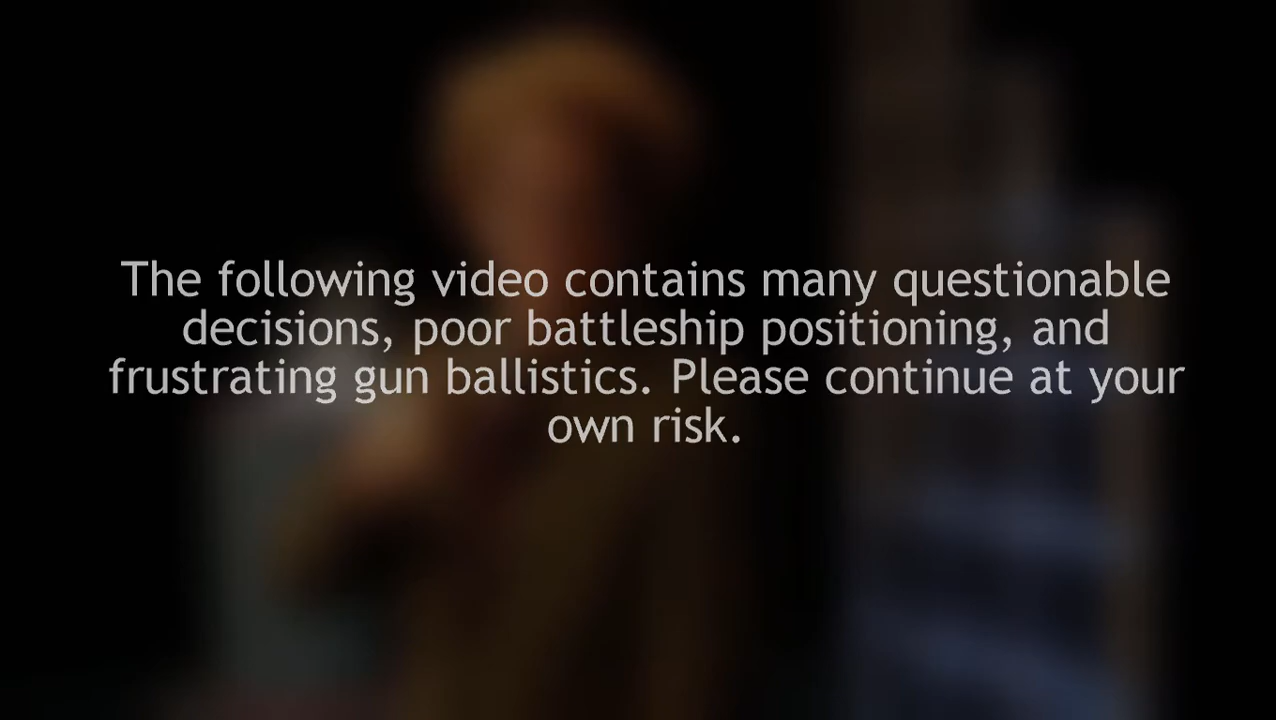 The following video contains many questionable
decisions, poor battleship positioning, and
frustrating gun ballistics. Please continue at your
own risk.